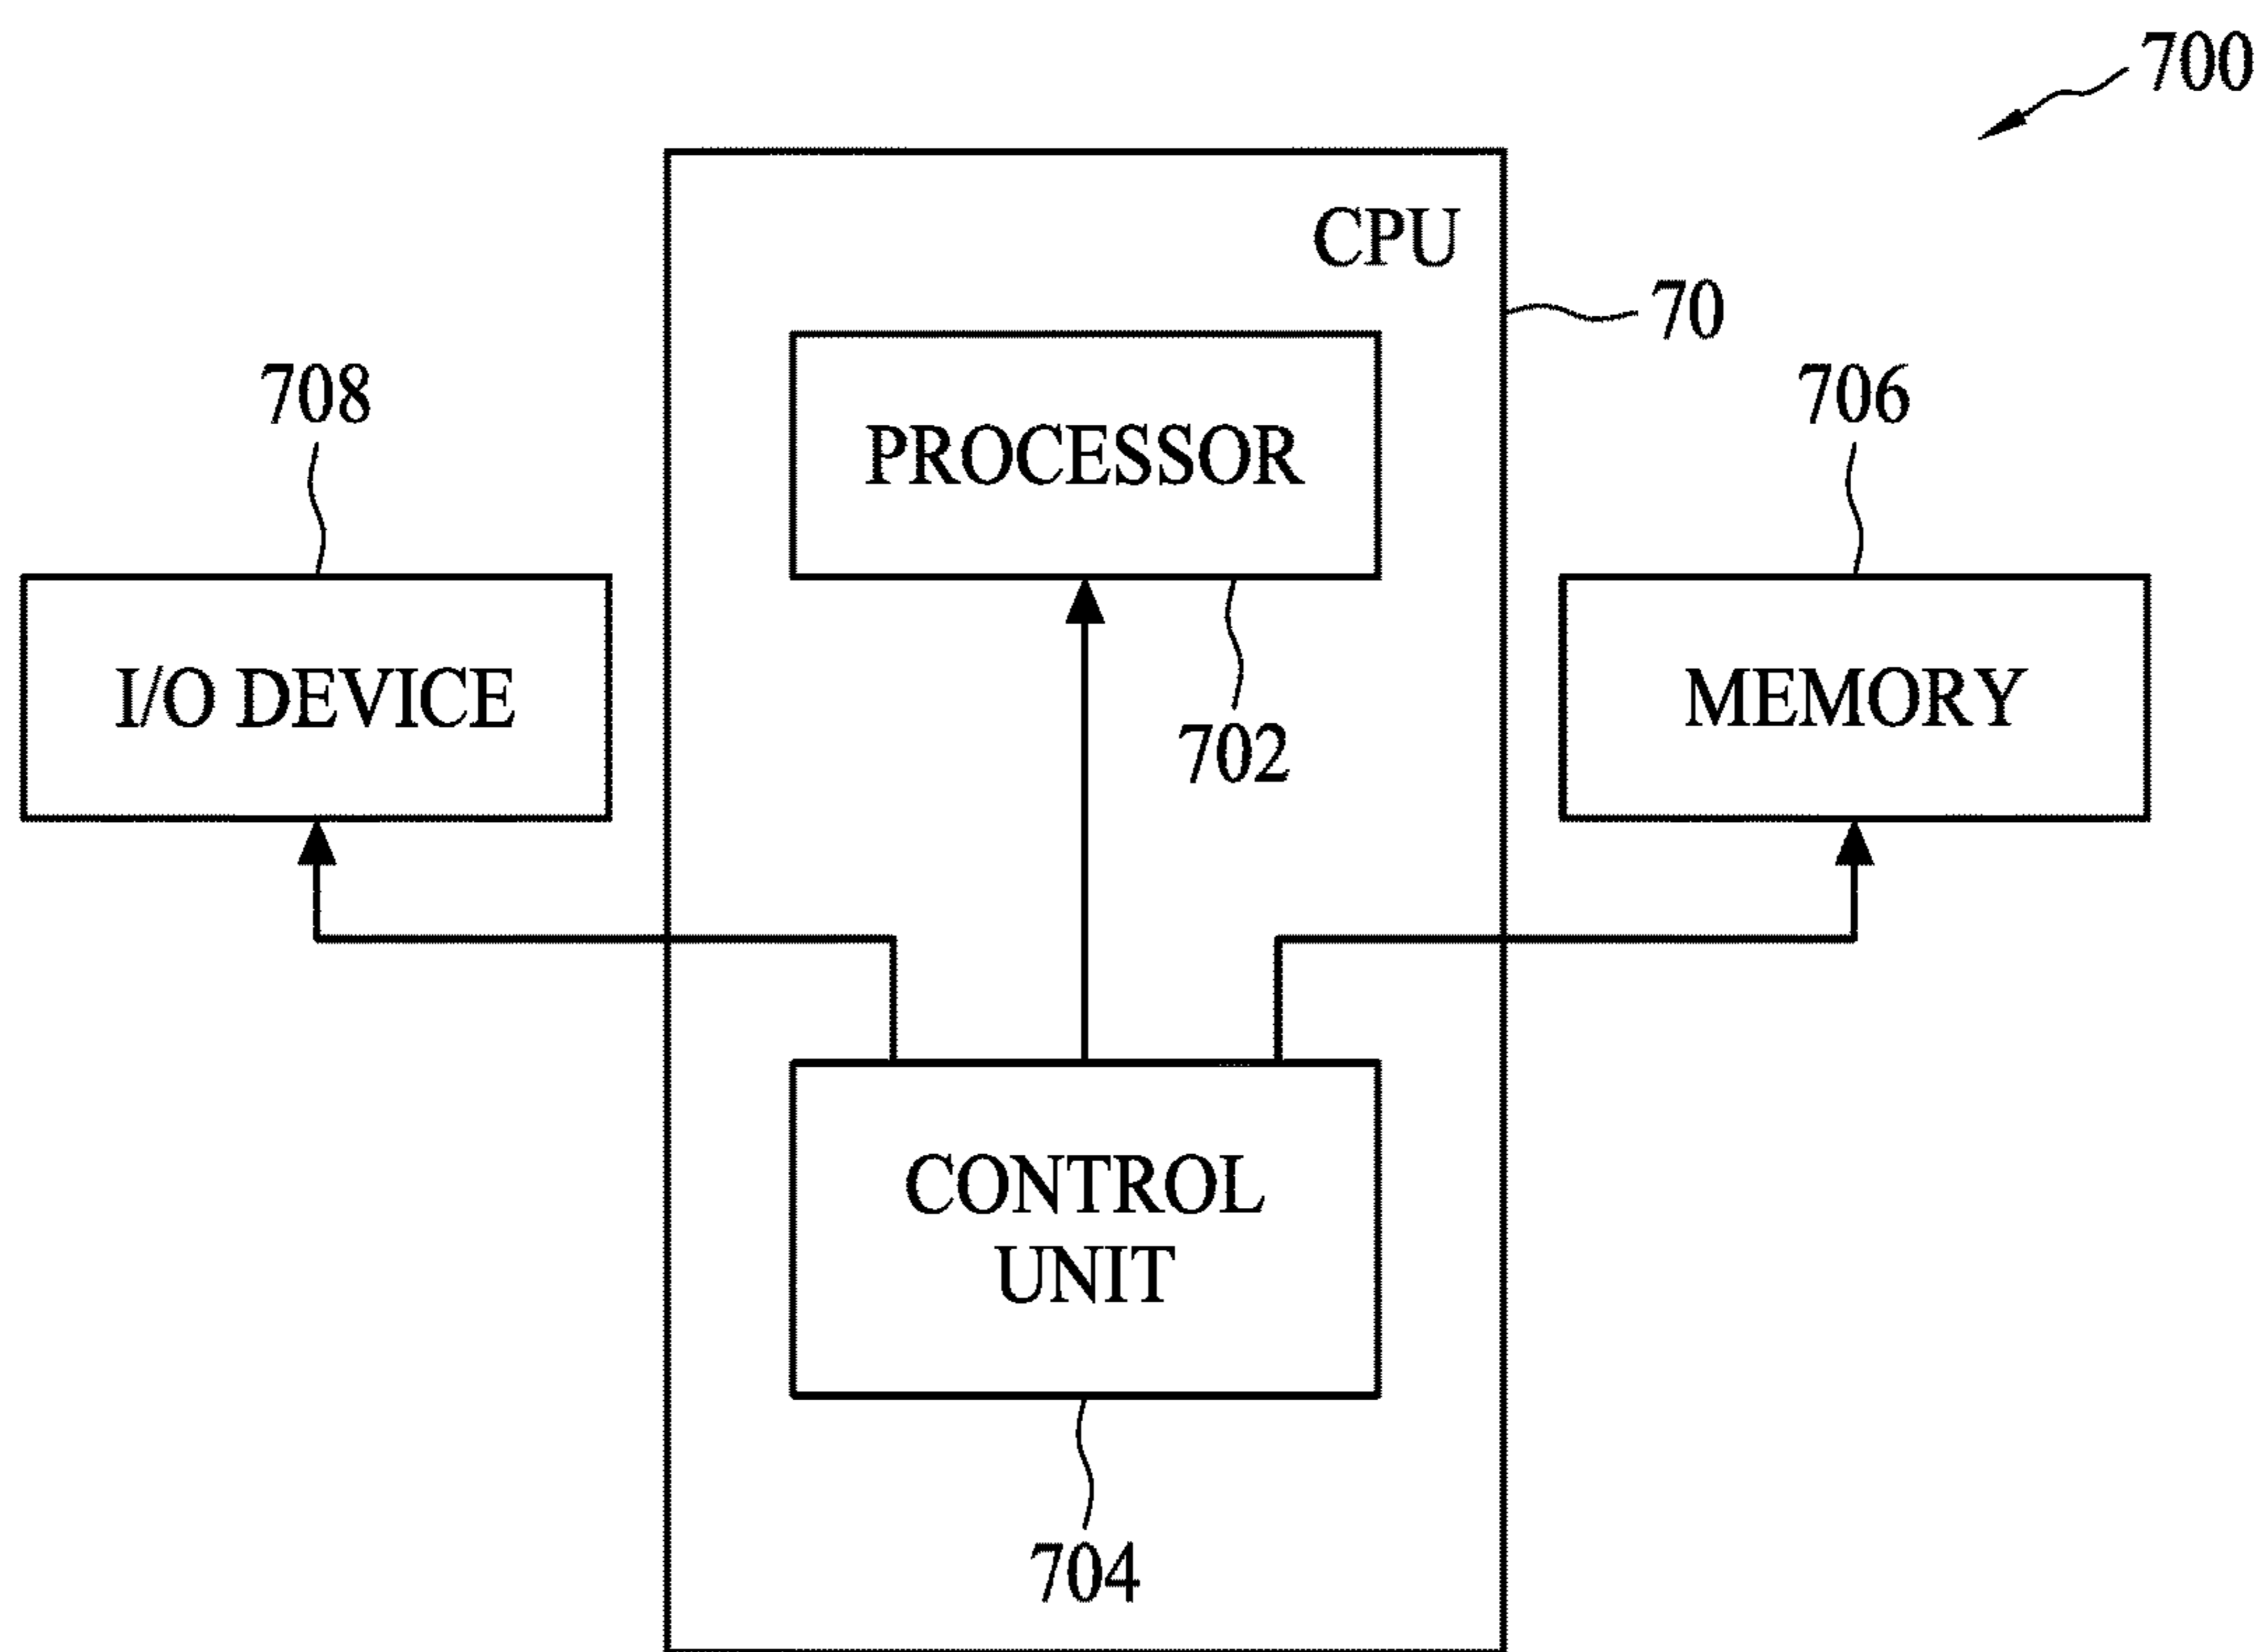 700
CPU
70
PROCESSOR
708
706
I/O DEVICE
702
MEMORY
CONTROL
UNIT
704